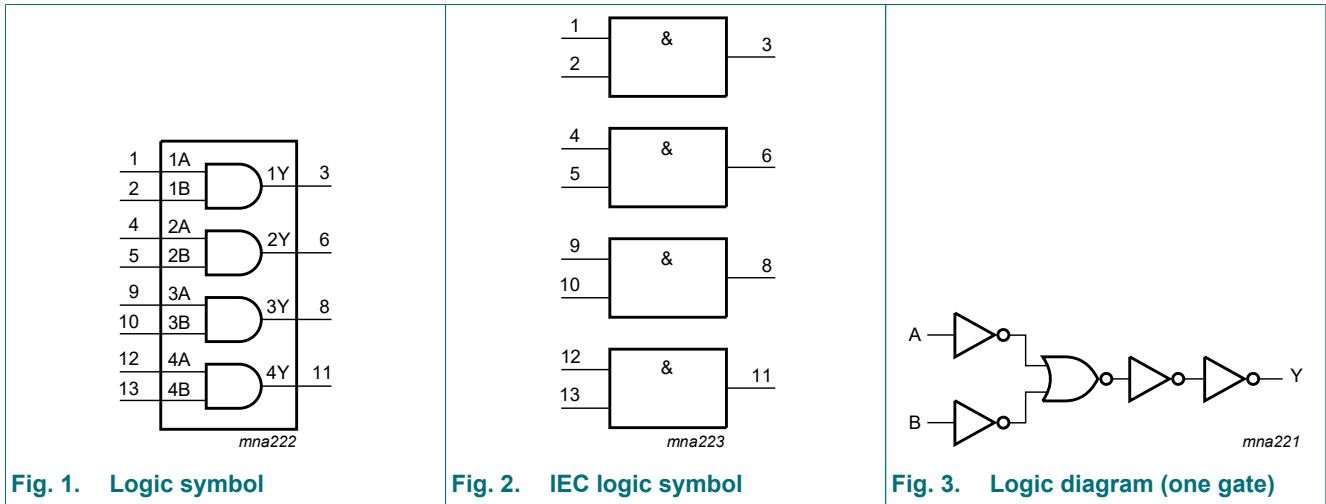 1 1A 1Y 3
2 1B
4 2A 2Y 6
5 2B
9 3A 3Y 8
10 3B
12 4A 4Y 11
13 4B
mna222
Fig. 1. Logic symbol
1 & 3
2
4 & 6
5
9 & 8
10
12 & 11
13
mna223
Fig. 2. IEC logic symbol
A
Y
B
mna221
Fig. 3. Logic diagram (one gate)